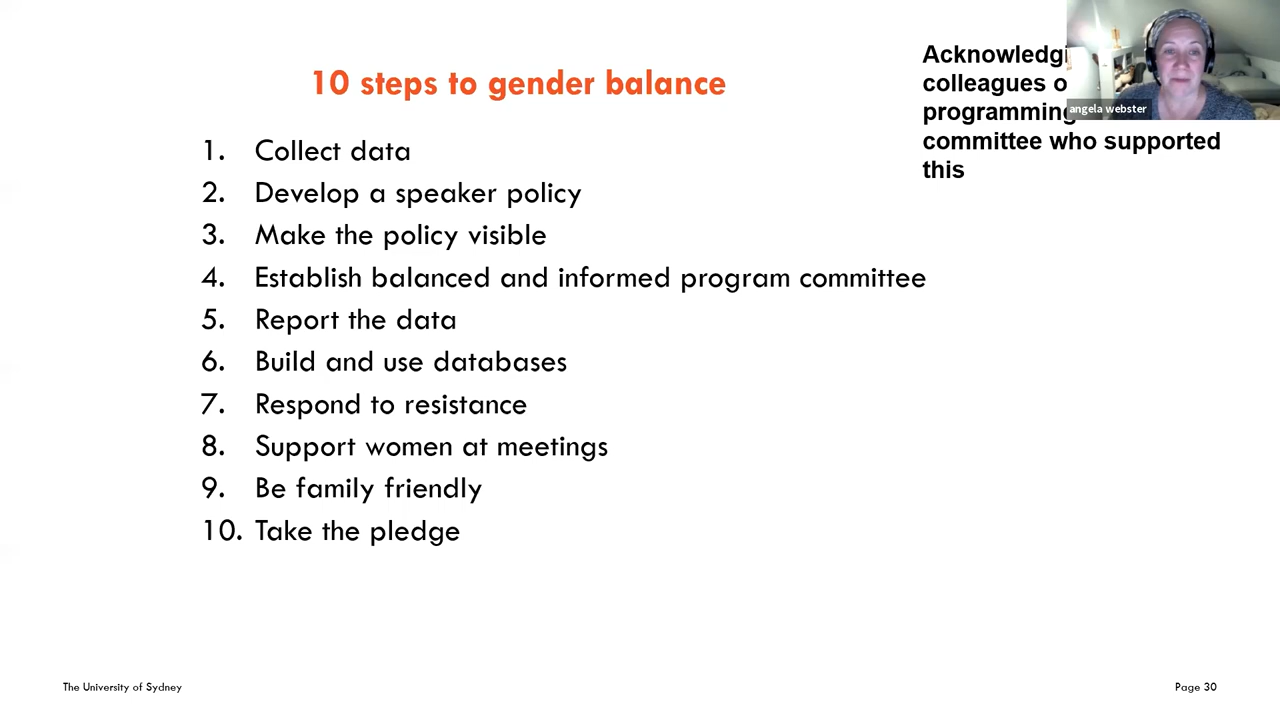 10 steps to gender balance
1. Collect data
2. Develop a speaker policy
3. Make the policy visible
4. Establish balanced and informed program committee
5. Report the data
6. Build and use databases
7. Respond to resistance
8. Support women at meetings
9. Be family friendly
10. Take the pledge
colleagues
programming
committee who supported
this
angela webster
The University of Sydney
Page 30